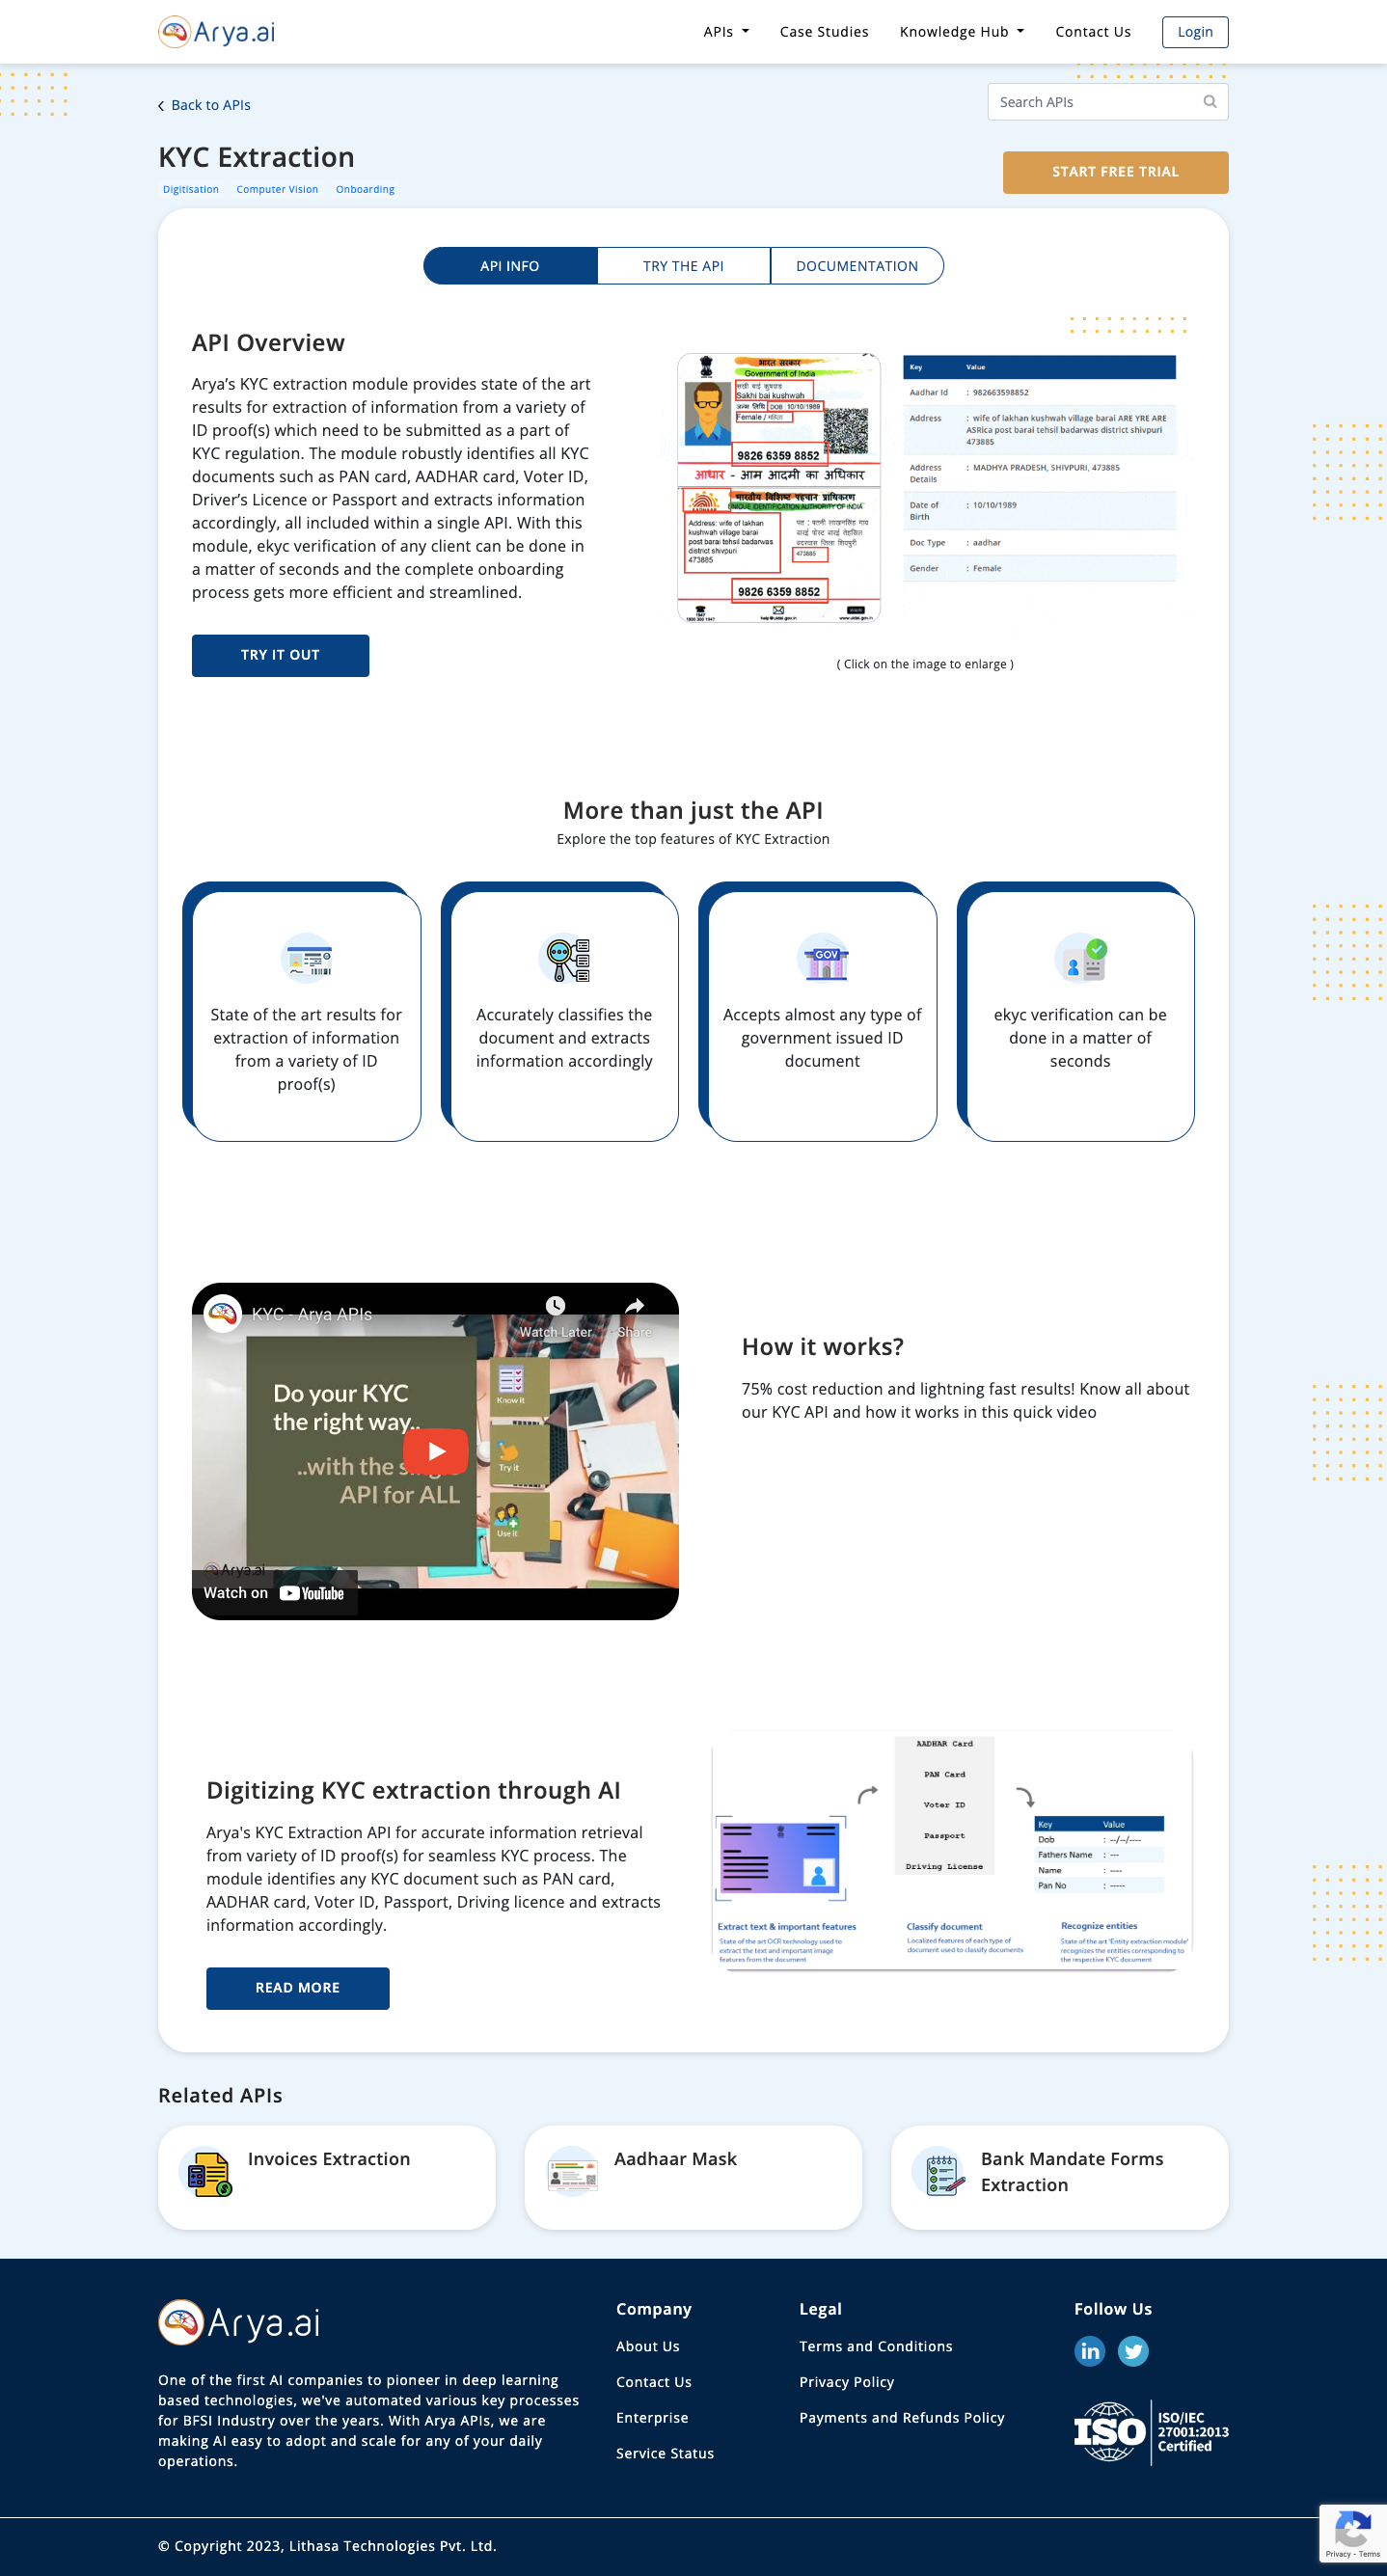 Arya.ai
APIs
Case Studies
Knowledge Hub
Contact Us
Login
Back to APIs
Search APIs
KYC Extraction
START FREE TRIAL
Digitisation
Computer Vision
Onboarding
API INFO
TRY THE API
DOCUMENTATION
API Overview
Arya’s KYC extraction module provides state of the art
results for extraction of information from a variety of
ID proof(s) which need to be submitted as a part of
KYC regulation. The module robustly identifies all KYC
documents such as PAN card, AADHAR card, Voter ID,
Driver’s Licence or Passport and extracts information
accordingly, all included within a single API. With this
module, ekyc verification of any client can be done in
a matter of seconds and the complete onboarding
process gets more efficient and streamlined.
TRY IT OUT
भारत सरकार
Government of India
Sakhi bai kushwah
DOB : 10/10/1989
Female / महिला
9826 6359 8852
आधार - आम आदमी का अधिकार
भारतीय विशिष्ट पहचान प्राधिकरण
UNIQUE IDENTIFICATION AUTHORITY OF INDIA
Address: wife of lakhan
kushwah village barai
post barai tehsil badarwas
district shivpuri
473885
473885
9826 6359 8852
1947
help@uidai.gov.in
www.uidai.gov.in
Key Value
Aadhar Id : 982663598852
Address : wife of lakhan kushwah village barai ARE YRE ARE
ASRica post barai tehsil badarwas district shivpuri
473885
Address : MADHYA PRADESH, SHIVPURI, 473885
Details
Date of : 10/10/1989
Birth
Doc Type : aadhar
Gender : Female
( Click on the image to enlarge )
More than just the API
Explore the top features of KYC Extraction
State of the art results for
extraction of information
from a variety of ID
proof(s)
Accurately classifies the
document and extracts
information accordingly
GOV
Accepts almost any type of
government issued ID
document
ekyc verification can be
done in a matter of
seconds
KYC - Arya APIs
Watch Later
Share
Do your KYC
the right way..
..with the single
API for ALL
Know it
Try it
Use it
Arya.ai
Watch on YouTube
How it works?
75% cost reduction and lightning fast results! Know all about
our KYC API and how it works in this quick video
Digitizing KYC extraction through AI
Arya's KYC Extraction API for accurate information retrieval
from variety of ID proof(s) for seamless KYC process. The
module identifies any KYC document such as PAN card,
AADHAR card, Voter ID, Passport, Driving licence and extracts
information accordingly.
READ MORE
AADHAR Card
PAN Card
Voter ID
Passport
Driving License
Key Value
Dob : --/--/----
Fathers Name : ---
Name : ----
Pan No : -----
Extract text & important features
State of the art OCR technology used to
extract the text and important image
features from the document
Classify document
Localized features of each type of
document used to classify documents
Recognize entities
State of the art 'Entity extraction module'
recognizes the entities corresponding to
the respective KYC document
Related APIs
Invoices Extraction
Aadhaar Mask
Bank Mandate Forms
Extraction
Arya.ai
One of the first AI companies to pioneer in deep learning
based technologies, we've automated various key processes
for BFSI Industry over the years. With Arya APIs, we are
making AI easy to adopt and scale for any of your daily
operations.
Company
About Us
Contact Us
Enterprise
Service Status
Legal
Terms and Conditions
Privacy Policy
Payments and Refunds Policy
Follow Us
in
ISO
ISO/IEC
27001:2013
Certified
© Copyright 2023, Lithasa Technologies Pvt. Ltd.
Privacy - Terms